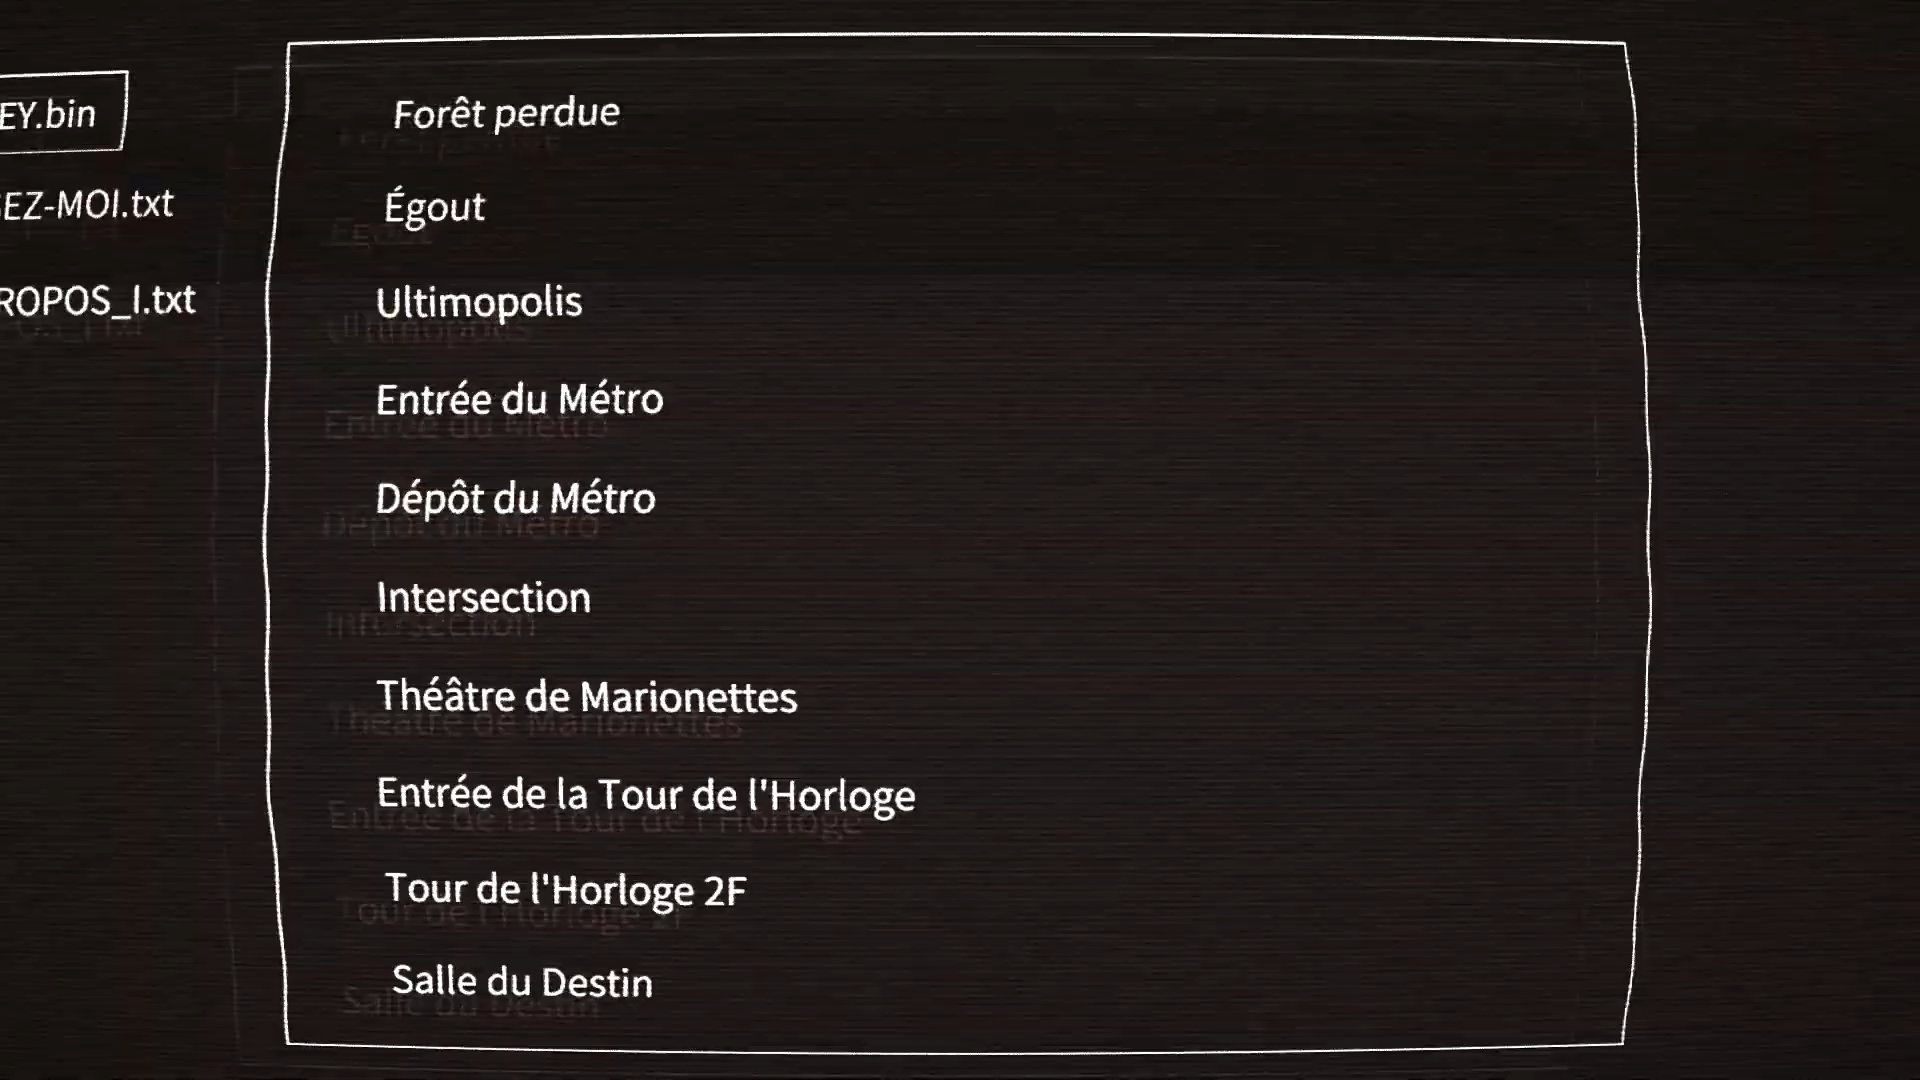 EY.bin
EZ-MOI.txt
ROPOS_I.txt
Forêt perdue
Égout
Ultimopolis
Entrée du Métro
Dépôt du Métro
Intersection
Théâtre de Marionettes
Entrée de la Tour de l'Horloge
Tour de l'Horloge 2F
Salle du Destin